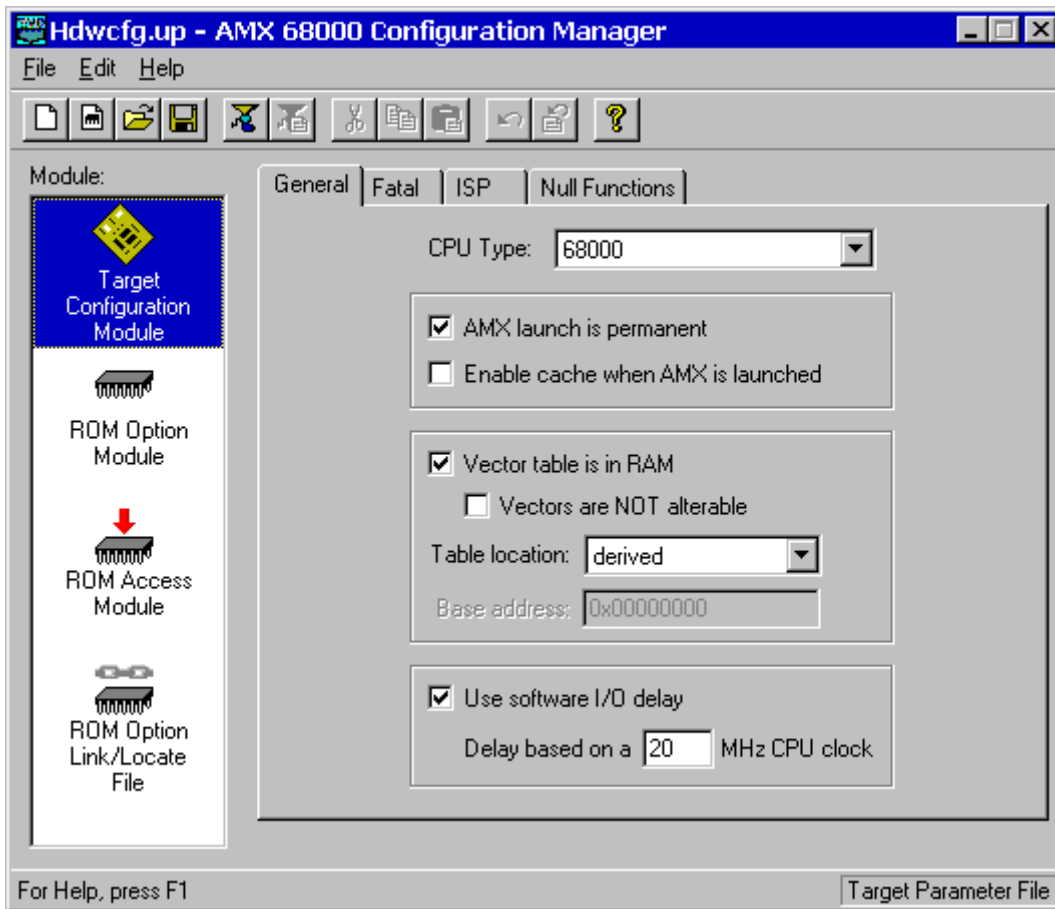 Hdwcfg.up - AMX 68000 Configuration Manager
File Edit Help
Module:
Target
Configuration
Module
ROM Option
Module
ROM Access
Module
ROM Option
Link/Locate
File
General Fatal ISP Null Functions
CPU Type: 68000
AMX launch is permanent
Enable cache when AMX is launched
Vector table is in RAM
Vectors are NOT alterable
Table location: derived
Base address: 0x00000000
Use software I/O delay
Delay based on a 20 MHz CPU clock
For Help, press F1
Target Parameter File